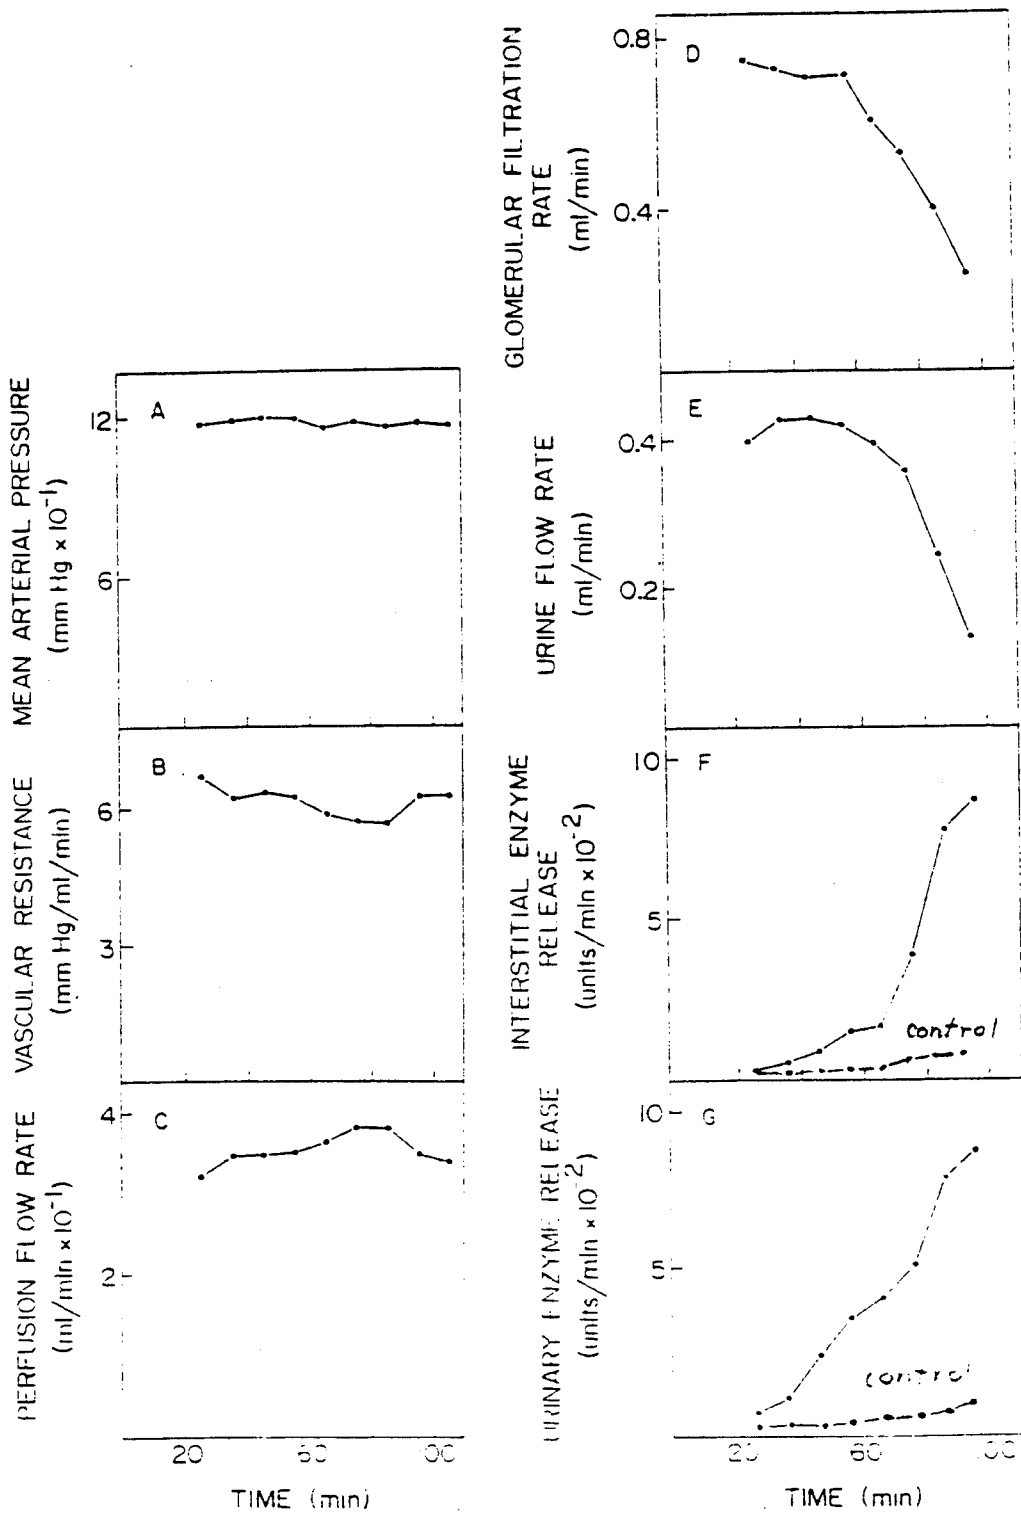 MEAN ARTERIAL PRESSURE
(mm Hg x 10⁻¹)
12
6
A
VASCULAR RESISTANCE
(mm Hg/ml/min)
6
3
B
PERFUSION FLOW RATE
(ml/min x 10⁻¹)
4
2
C
20
60
TIME (min)
GLOMERULAR FILTRATION
RATE
(ml/min)
0.8
0.4
D
URINE FLOW RATE
(ml/min)
0.4
0.2
E
INTERSTITIAL ENZYME
RELEASE
(units/min x 10⁻²)
10
5
F
control
URINARY ENZYME RELEASE
(units/min x 10⁻²)
10
5
G
control
20
60
TIME (min)